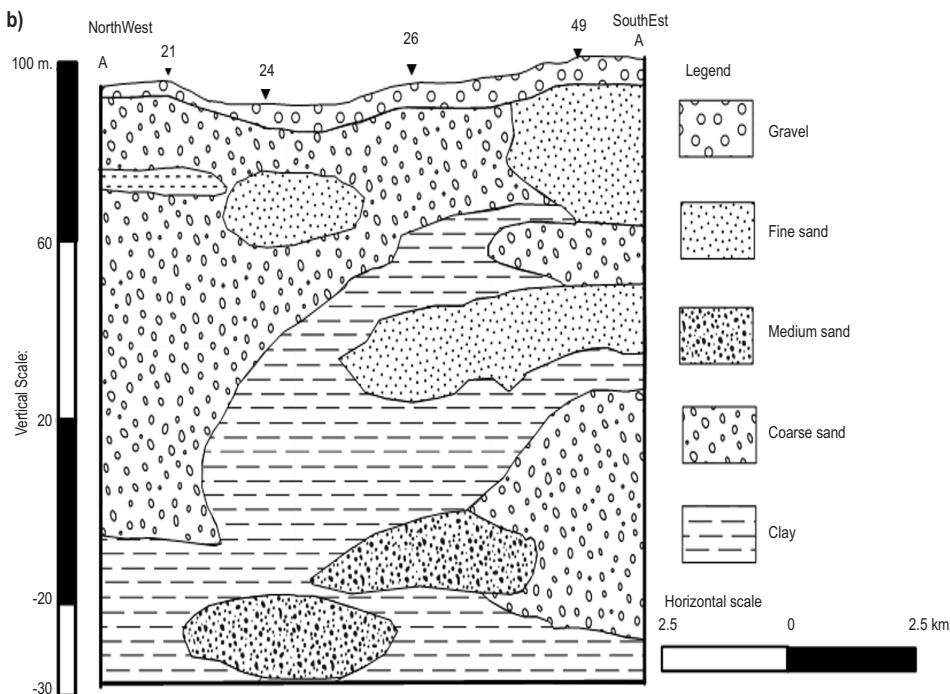 b)
NorthWest
SouthEst
A
21
24
26
49
A
100 m.
60
20
-20
-30
Vertical Scale:
Legend
Gravel
Fine sand
Medium sand
Coarse sand
Clay
Horizontal scale
2.5 0 2.5 km